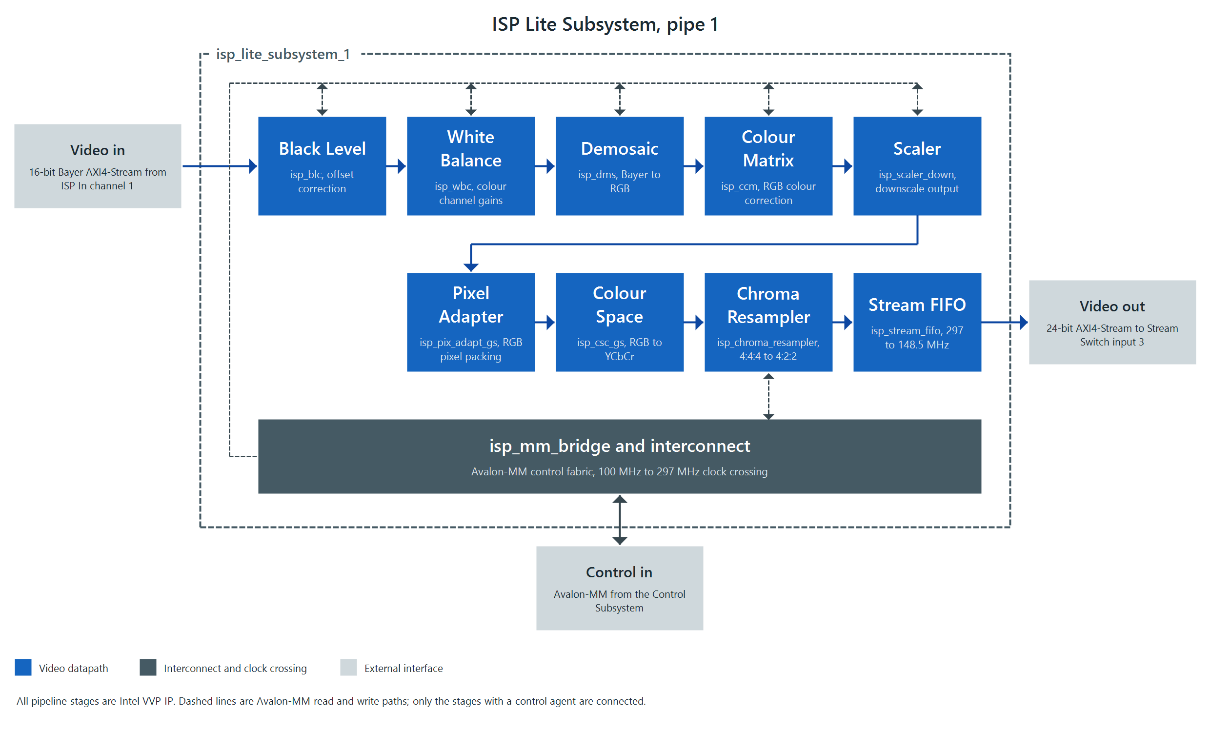 ISP Lite Subsystem, pipe 1
isp_lite_subsystem_1
Video in
16-bit Bayer AXI4-Stream from
ISP In channel 1
Black Level
isp_blc, offset
correction
White
Balance
isp_wbc, colour
channel gains
Demosaic
isp_dms, Bayer to
RGB
Colour
Matrix
isp_ccm, RGB colour
correction
Scaler
isp_scaler_down,
downscale output
Pixel
Adapter
isp_pix_adapt_gs, RGB
pixel packing
Colour
Space
isp_csc_gs, RGB to
YCbCr
Chroma
Resampler
isp_chroma_resampler,
4:4:4 to 4:2:2
Stream FIFO
isp_stream_fifo, 297
to 148.5 MHz
Video out
24-bit AXI4-Stream to Stream
Switch input 3
isp_mm_bridge and interconnect
Avalon-MM control fabric, 100 MHz to 297 MHz clock crossing
Control in
Avalon-MM from the Control
Subsystem
Video datapath
Interconnect and clock crossing
External interface
All pipeline stages are Intel VVP IP. Dashed lines are Avalon-MM read and write paths; only the stages with a control agent are connected.